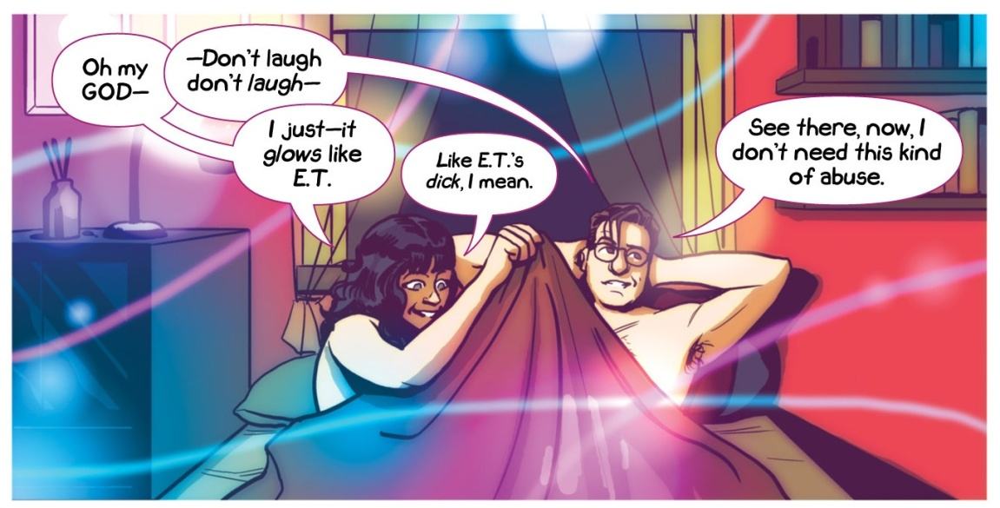 Oh my
GOD—
—Don't laugh
don't laugh—
I just—it
glows like
E.T.
Like E.T.'s
dick, I mean.
See there, now, I
don't need this kind
of abuse.